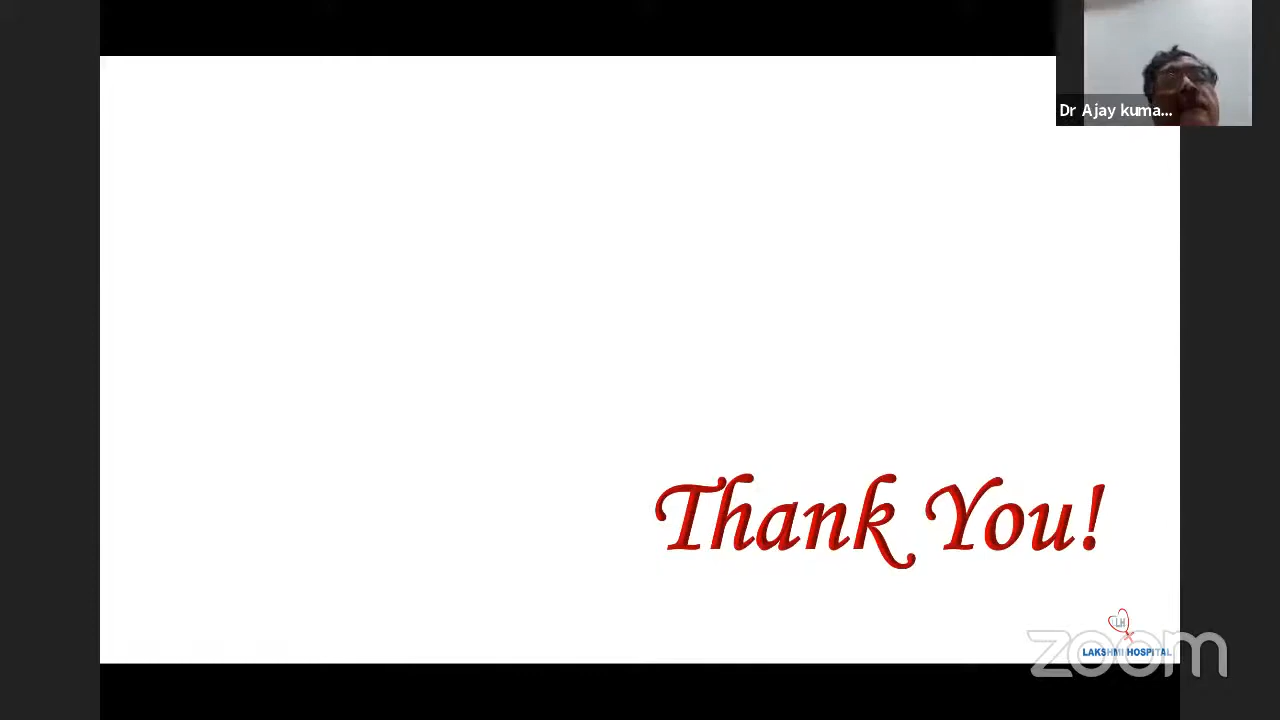 Dr Ajay kuma...
Thank You!
LH
LAKSHMI HOSPITAL
zoom